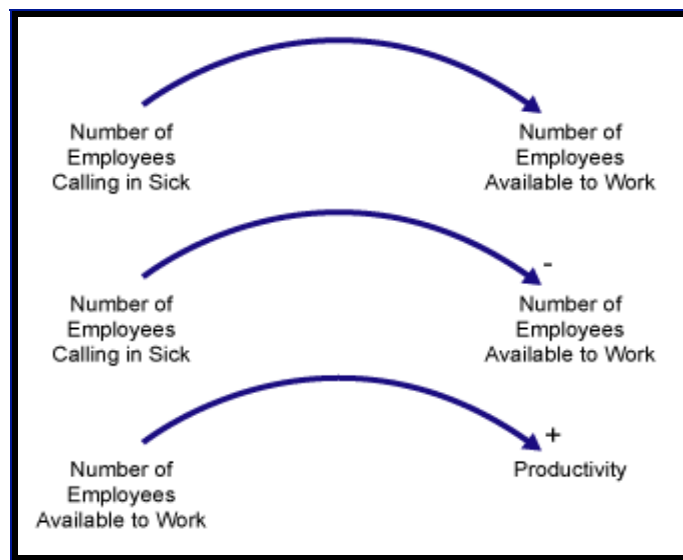 Number of
Employees
Calling in Sick
Number of
Employees
Available to Work
-
Number of
Employees
Calling in Sick
Number of
Employees
Available to Work
+
Number of
Employees
Available to Work
Productivity